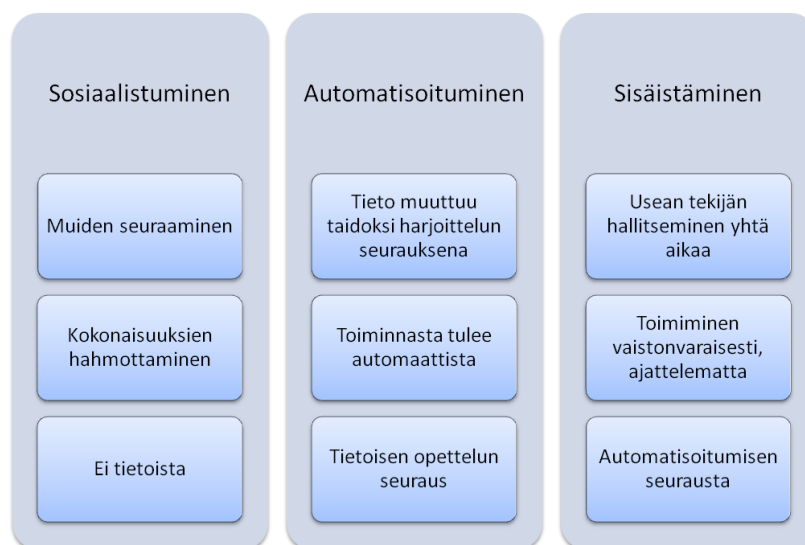 Sosiaalistuminen
Muiden seuraaminen
Kokonaisuuksien
hahmottaminen
Ei tietoista
Automatisoituminen
Tieto muuttuu
taidoksi harjoittelun
seurauksena
Toiminnasta tulee
automaattista
Tietoisen opettelun
seuraus
Sisäistäminen
Usean tekijän
hallitseminen yhtä
aikaa
Toimiminen
vaistonvaraisesti,
ajattelematta
Automatisoitumisen
seurausta